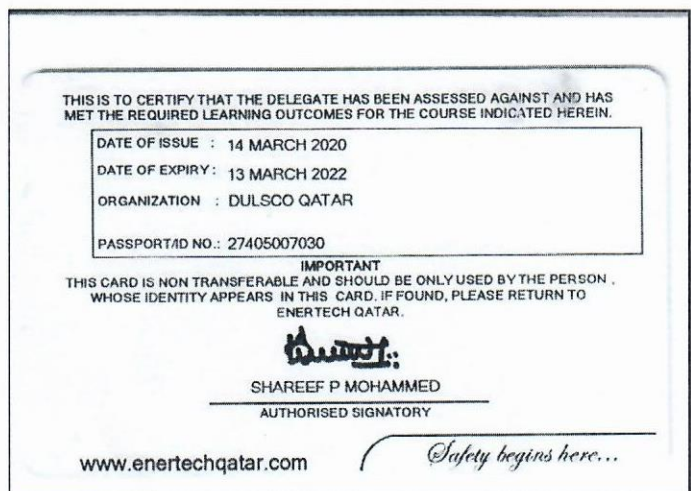 THIS IS TO CERTIFY THAT THE DELEGATE HAS BEEN ASSESSED AGAINST AND HAS
MET THE REQUIRED LEARNING OUTCOMES FOR THE COURSE INDICATED HEREIN.
DATE OF ISSUE : 14 MARCH 2020
DATE OF EXPIRY : 13 MARCH 2022
ORGANIZATION : DULSCO QATAR
PASSPORT/ID NO.: 27405007030
IMPORTANT
THIS CARD IS NON TRANSFERABLE AND SHOULD BE ONLY USED BY THE PERSON ,
WHOSE IDENTITY APPEARS IN THIS CARD. IF FOUND, PLEASE RETURN TO
ENERTECH QATAR.
SHAREEF P MOHAMMED
AUTHORISED SIGNATORY
www.enertechqatar.com
Safety begins here...